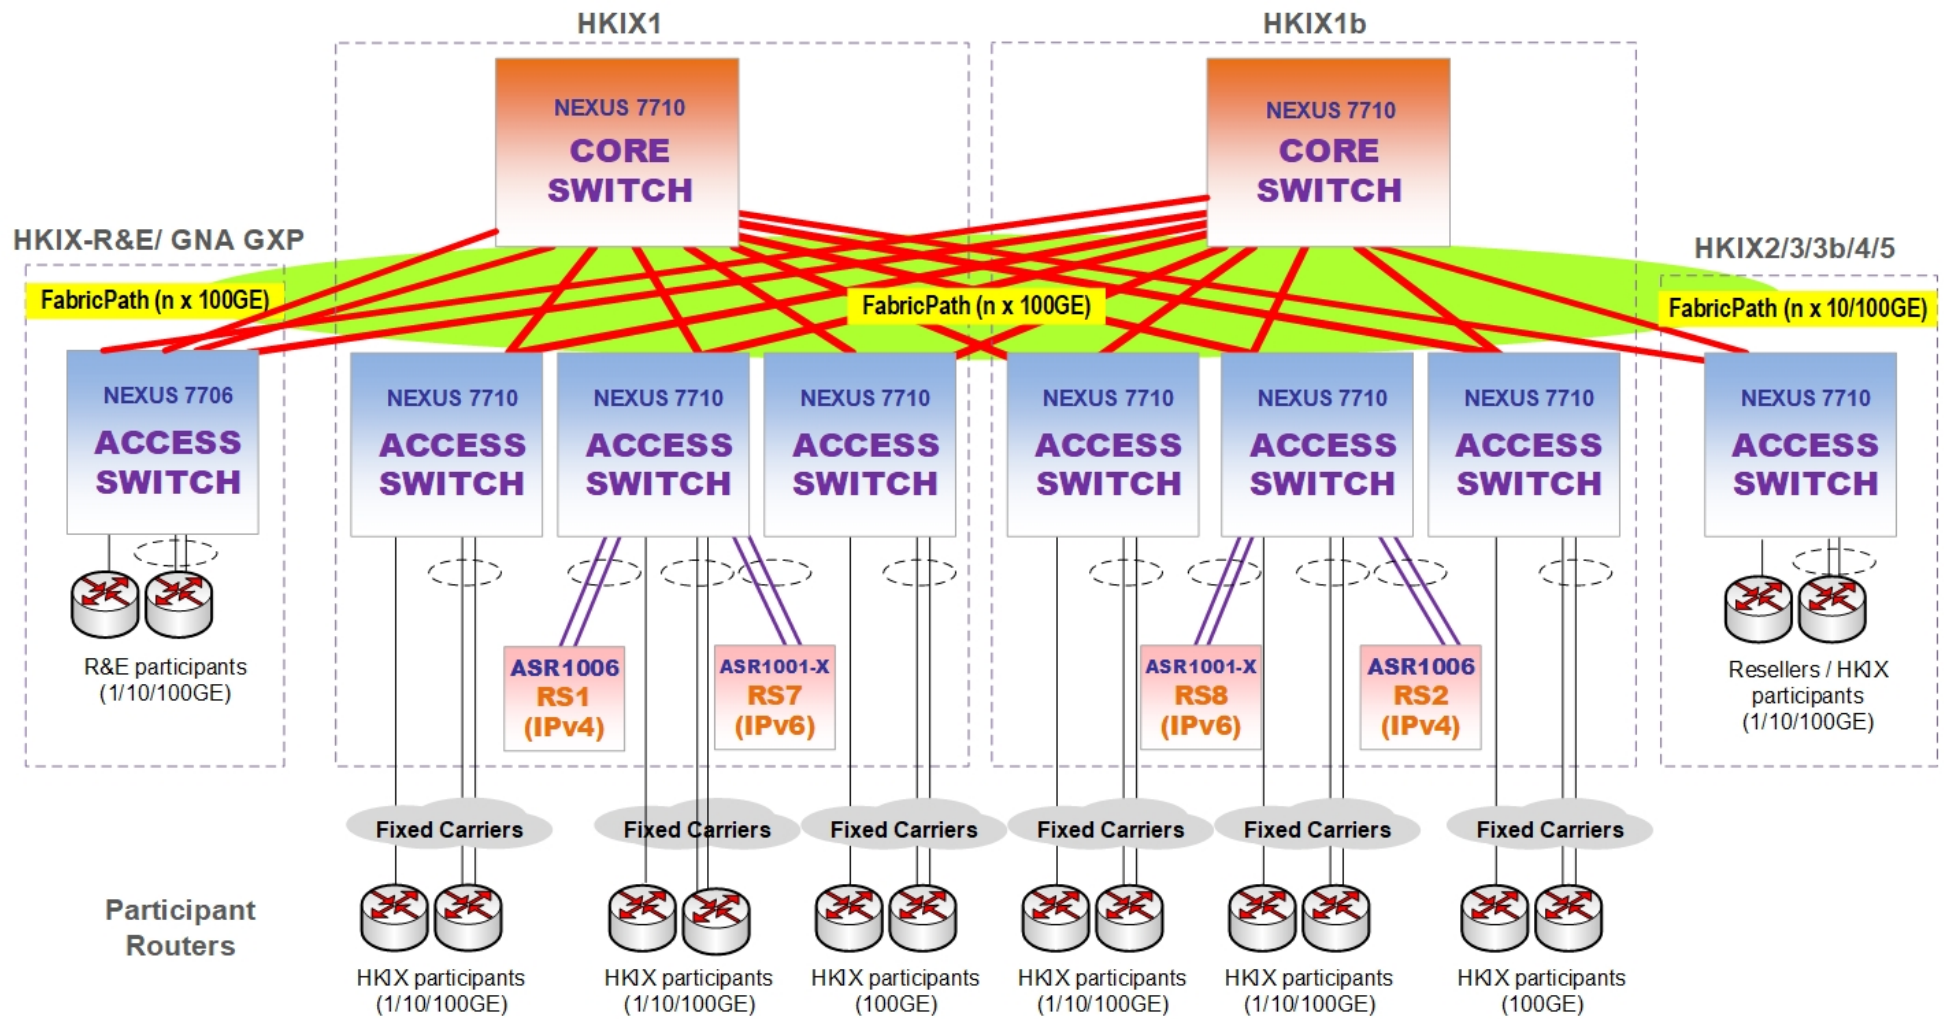 HKIX1
HKIX1b
NEXUS 7710
CORE
SWITCH
NEXUS 7710
CORE
SWITCH
HKIX-R&E/ GNA GXP
HKIX2/3/3b/4/5
FabricPath (n x 100GE)
FabricPath (n x 100GE)
FabricPath (n x 10/100GE)
NEXUS 7706
ACCESS
SWITCH
NEXUS 7710
ACCESS
SWITCH
NEXUS 7710
ACCESS
SWITCH
NEXUS 7710
ACCESS
SWITCH
NEXUS 7710
ACCESS
SWITCH
NEXUS 7710
ACCESS
SWITCH
NEXUS 7710
ACCESS
SWITCH
NEXUS 7710
ACCESS
SWITCH
R&E participants
(1/10/100GE)
ASR1006
RS1
(IPv4)
ASR1001-X
RS7
(IPv6)
ASR1001-X
RS8
(IPv6)
ASR1006
RS2
(IPv4)
Resellers / HKIX
participants
(1/10/100GE)
Fixed Carriers
Fixed Carriers
Fixed Carriers
Fixed Carriers
Fixed Carriers
Fixed Carriers
Participant
Routers
HKIX participants
(1/10/100GE)
HKIX participants
(1/10/100GE)
HKIX participants
(100GE)
HKIX participants
(1/10/100GE)
HKIX participants
(1/10/100GE)
HKIX participants
(100GE)